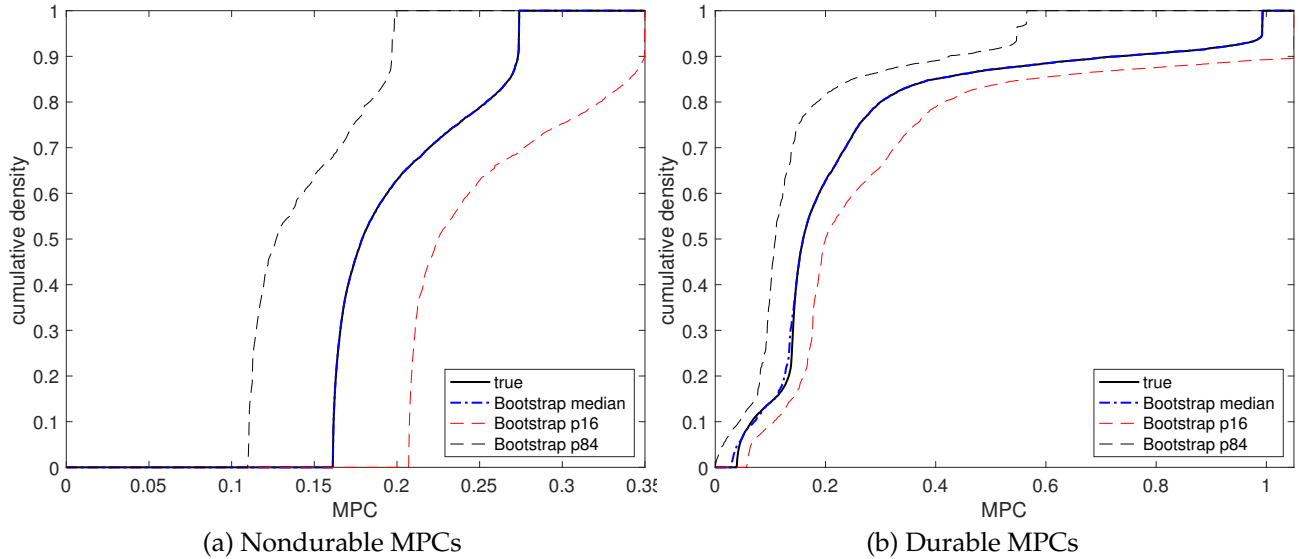 1
0.9
0.8
0.7
0.6
0.5
0.4
0.3
0.2
0.1
0
cumulative density
0 0.05 0.1 0.15 0.2 0.25 0.3 0.35
MPC
true
Bootstrap median
Bootstrap p16
Bootstrap p84
(a) Nondurable MPCs
1
0.9
0.8
0.7
0.6
0.5
0.4
0.3
0.2
0.1
0
cumulative density
0 0.2 0.4 0.6 0.8 1
MPC
true
Bootstrap median
Bootstrap p16
Bootstrap p84
(b) Durable MPCs